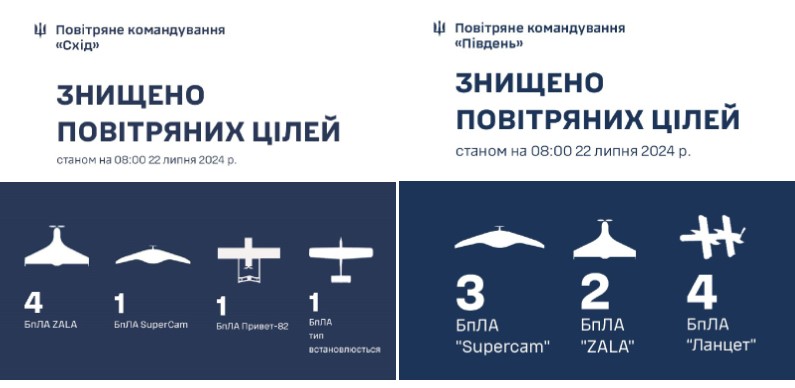 Повітряне командування
«Схід»
ЗНИЩЕНО
ПОВІТРЯНИХ ЦІЛЕЙ
станом на 08:00 22 липня 2024 р.
4
БпЛА ZALA
1
БпЛА SuperCam
1
БпЛА Привет-82
1
БпЛА
тип
встановлюється
Повітряне командування
«Південь»
ЗНИЩЕНО
ПОВІТРЯНИХ ЦІЛЕЙ
станом на 08:00 22 липня 2024 р.
3
БпЛА
"Supercam"
2
БпЛА
"ZALA"
4
БпЛА
"Ланцет"